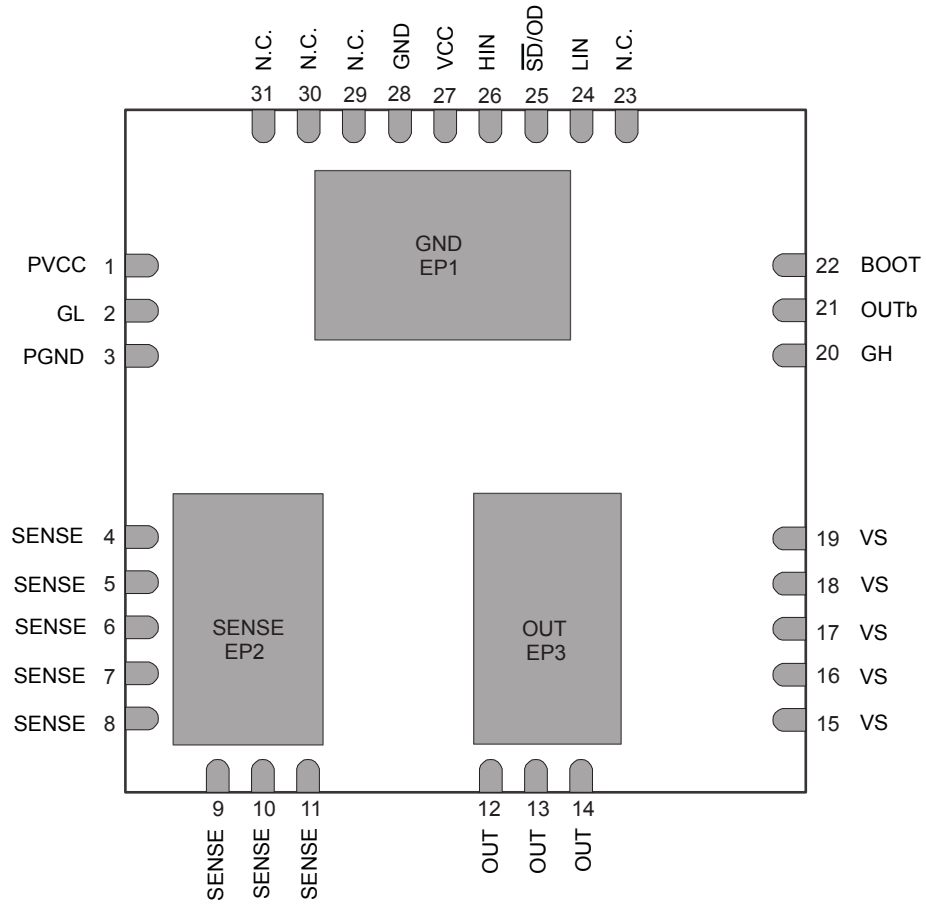 N.C.
N.C.
N.C.
GND
VCC
HIN
S̅D̅/OD
LIN
N.C.
31 30 29 28 27 26 25 24 23
GND
EP1
PVCC 1
GL 2
PGND 3
22 BOOT
21 OUTb
20 GH
SENSE 4
SENSE 5
SENSE 6
SENSE 7
SENSE 8
SENSE
EP2
OUT
EP3
19 VS
18 VS
17 VS
16 VS
15 VS
9 10 11 12 13 14
SENSE
SENSE
SENSE
OUT
OUT
OUT